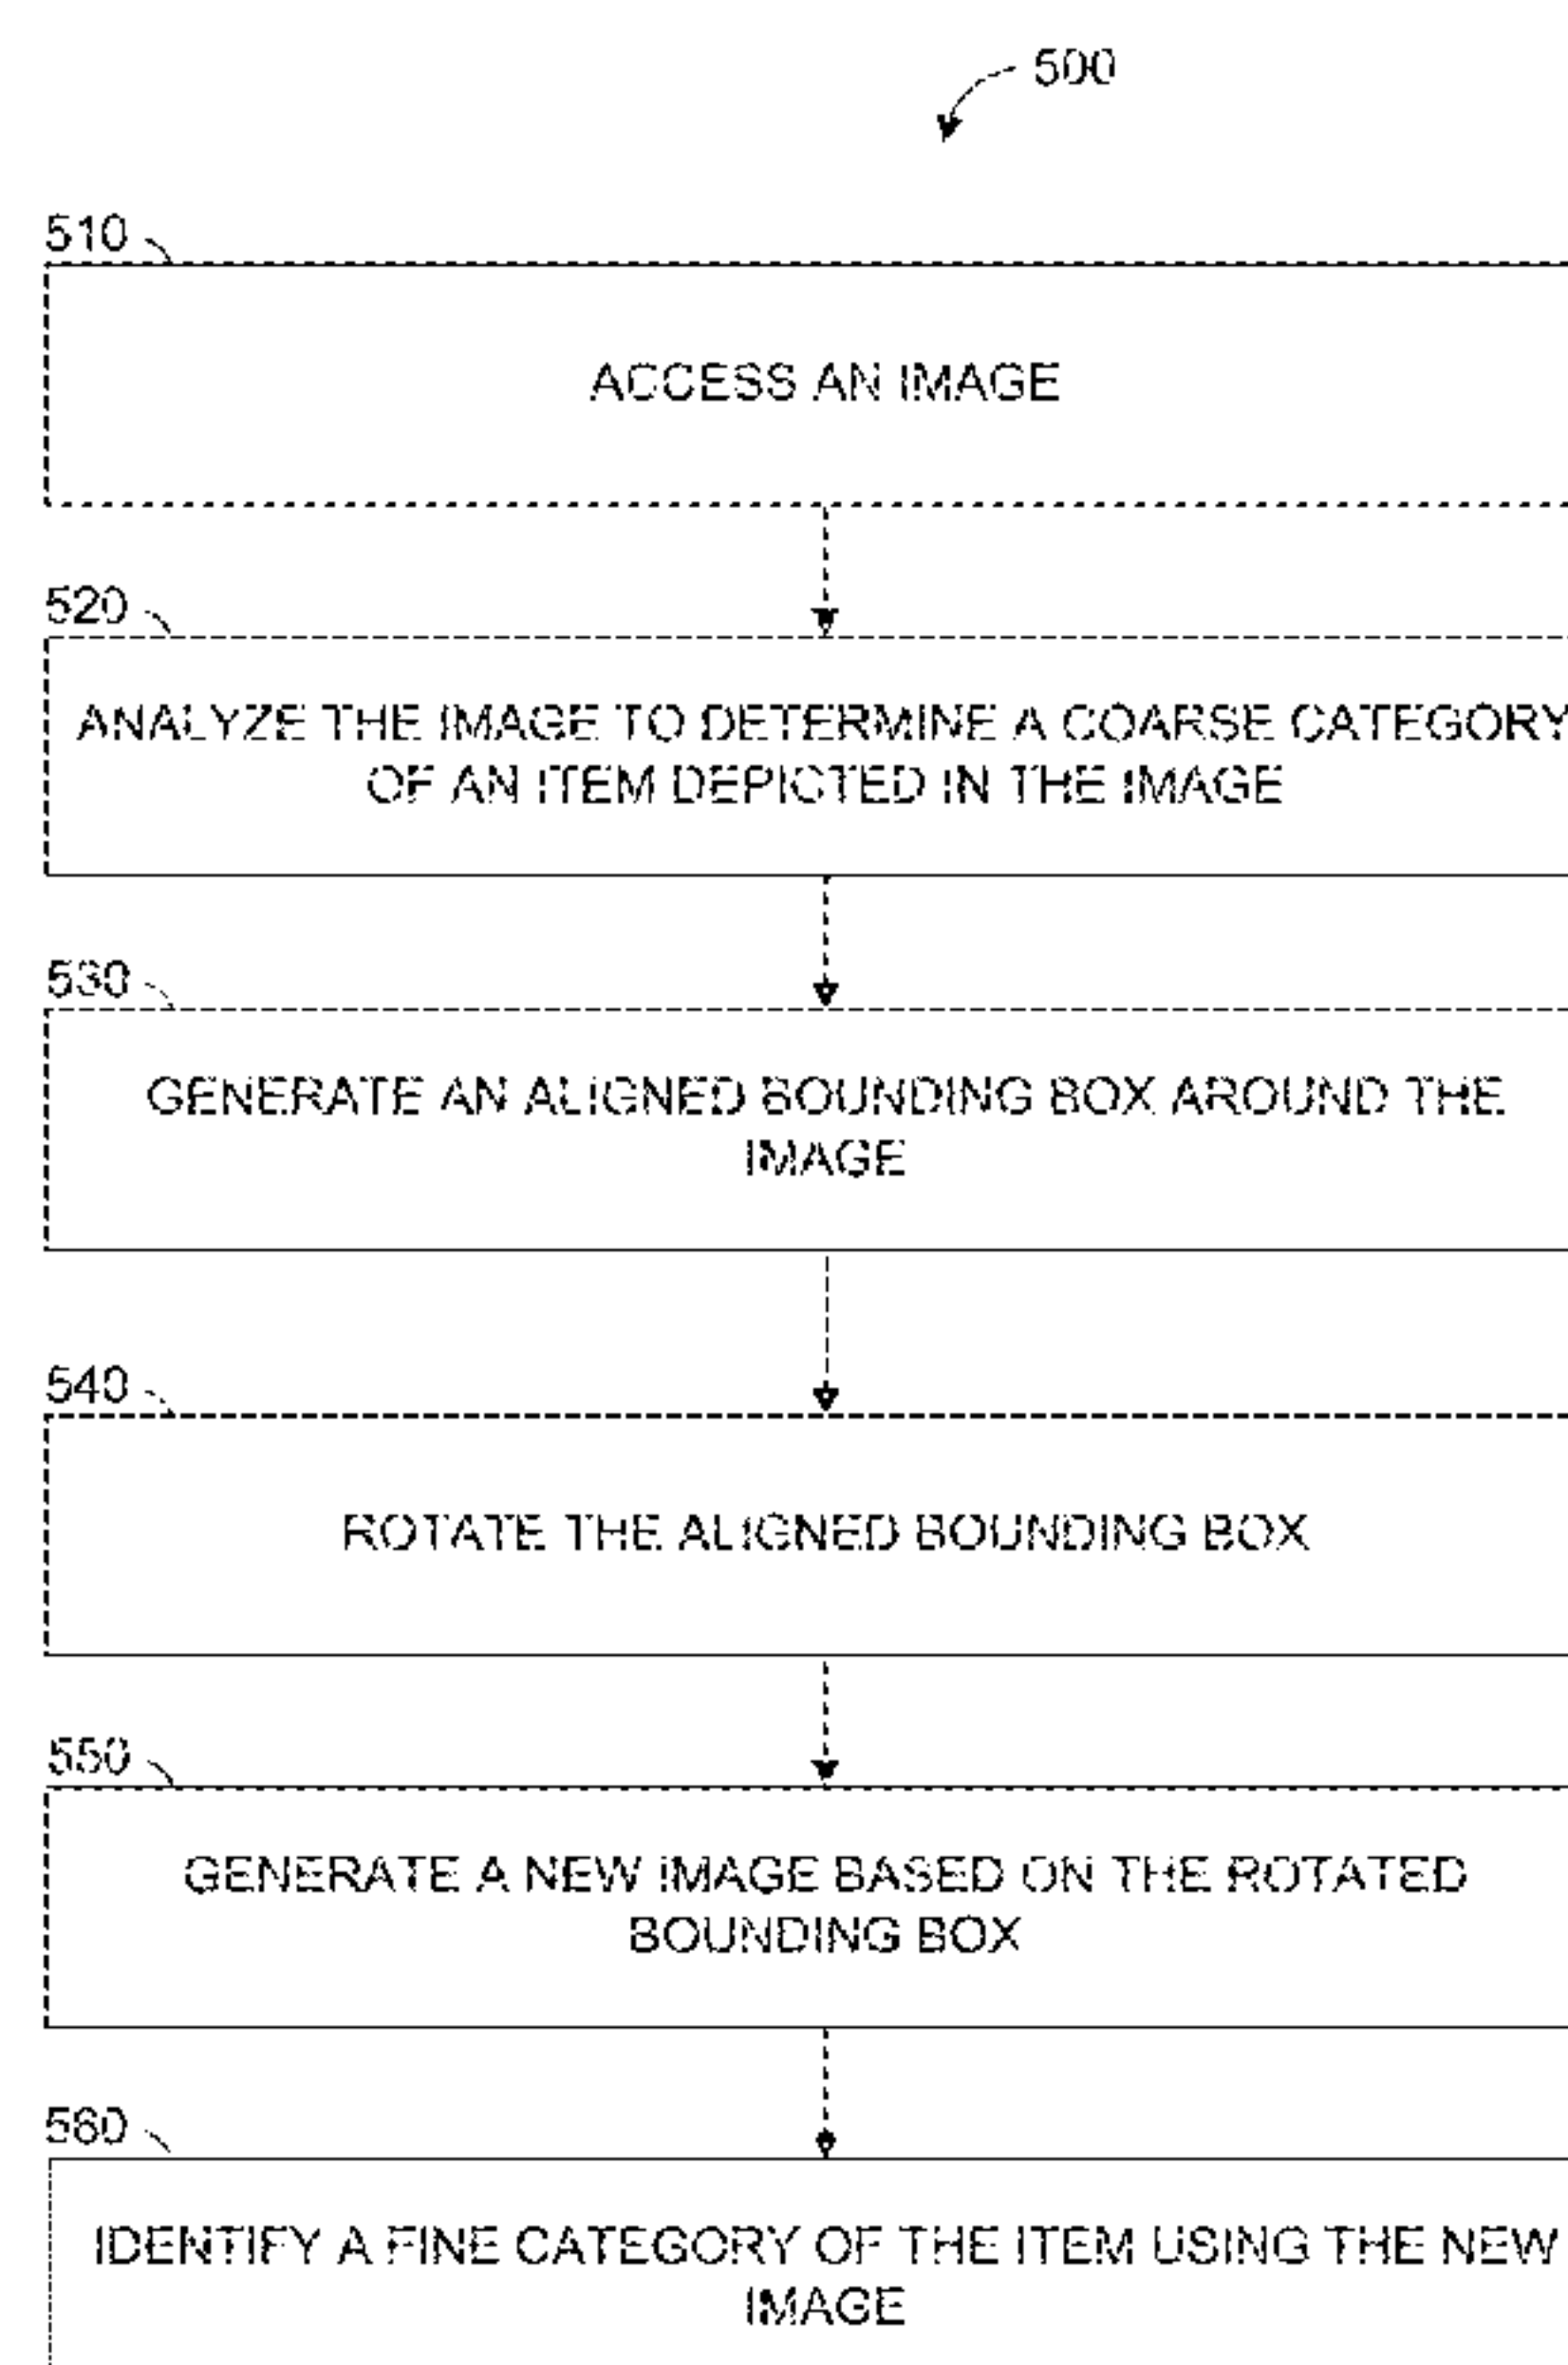 500
510
ACCESS AN IMAGE
520
ANALYZE THE IMAGE TO DETERMINE A COARSE CATEGORY
OF AN ITEM DEPICTED IN THE IMAGE
530
GENERATE AN ALIGNED BOUNDING BOX AROUND THE
IMAGE
540
ROTATE THE ALIGNED BOUNDING BOX
550
GENERATE A NEW IMAGE BASED ON THE ROTATED
BOUNDING BOX
560
IDENTIFY A FINE CATEGORY OF THE ITEM USING THE NEW
IMAGE